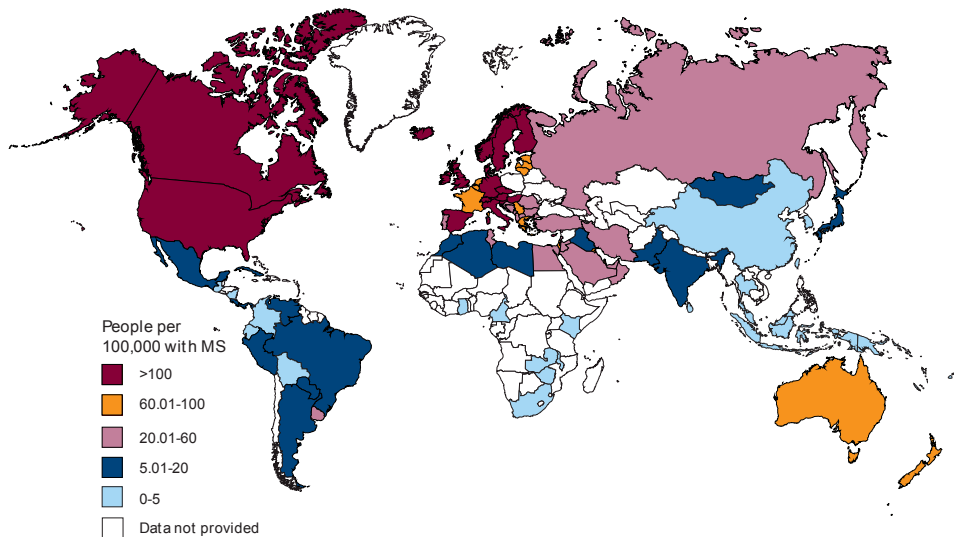 People per
100,000 with MS
>100
60.01-100
20.01-60
5.01-20
0-5
Data not provided